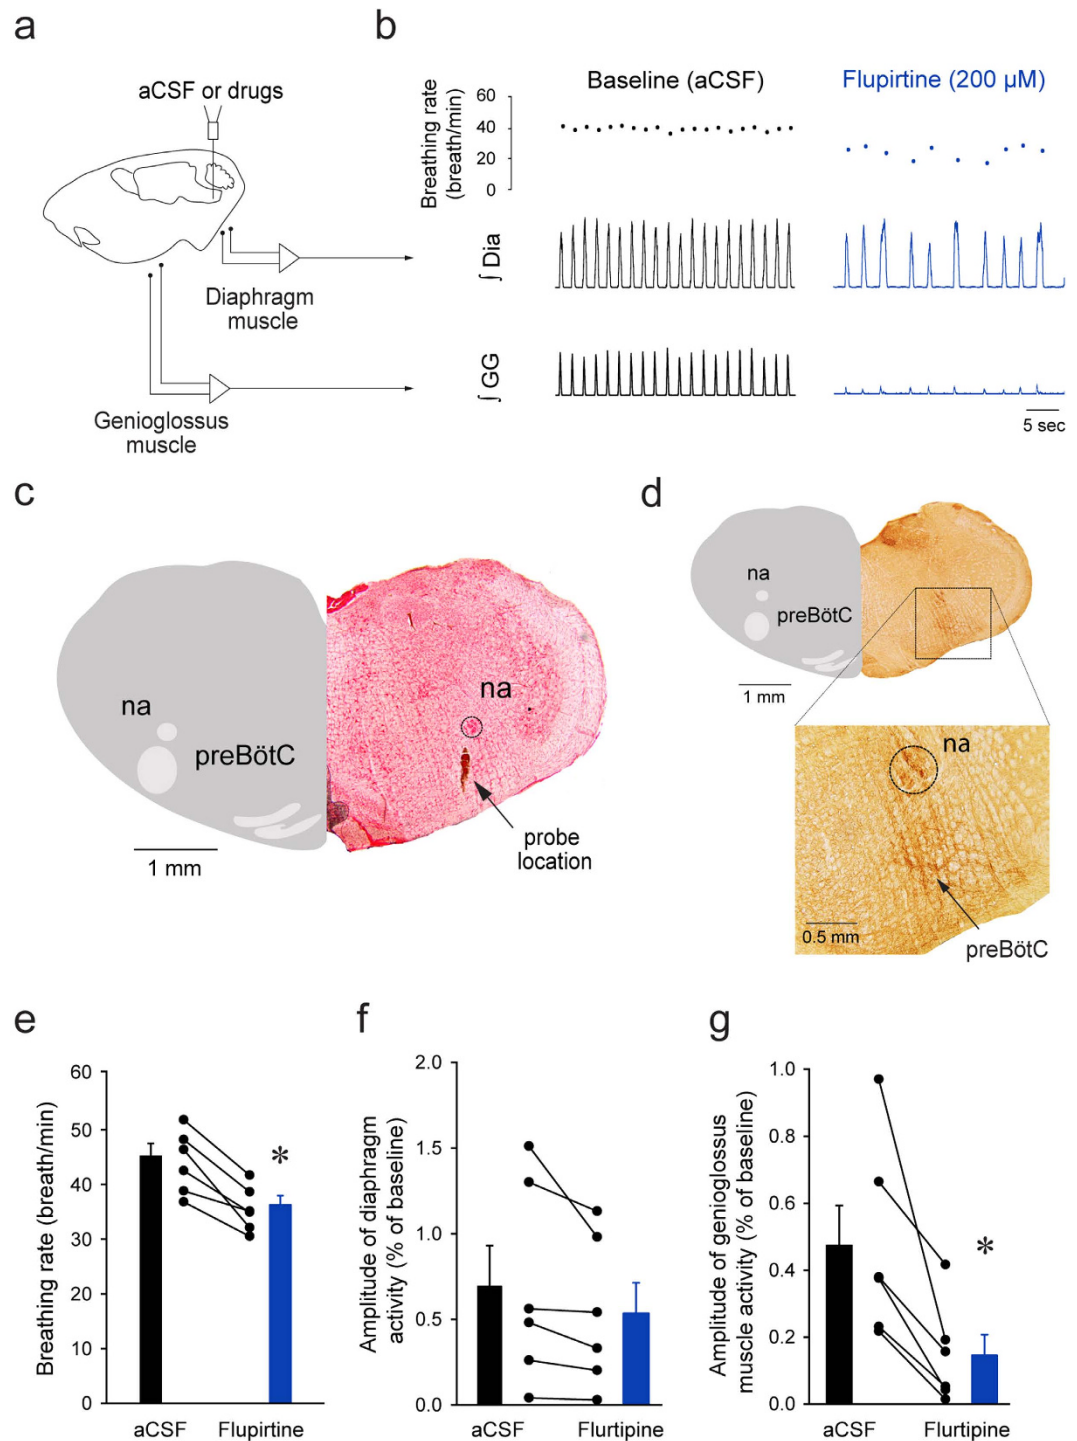 a
aCSF or drugs
Diaphragm
muscle
Genioglossus
muscle
b
Baseline (aCSF)
Flupirtine (200 µM)
Breathing rate
(breath/min)
60
40
20
0
∫ Dia
∫ GG
5 sec
c
na
preBötC
1 mm
na
probe
location
d
na
preBötC
1 mm
na
0.5 mm
preBötC
e
Breathing rate (breath/min)
60
50
40
30
20
10
0
*
aCSF
Flupirtine
f
Amplitude of diaphragm
activity (% of baseline)
2.0
1.5
1.0
0.5
0.0
aCSF
Flurtipine
g
Amplitude of genioglossus
muscle activity (% of baseline)
1.0
0.8
0.6
0.4
0.2
0.0
*
aCSF
Flurtipine